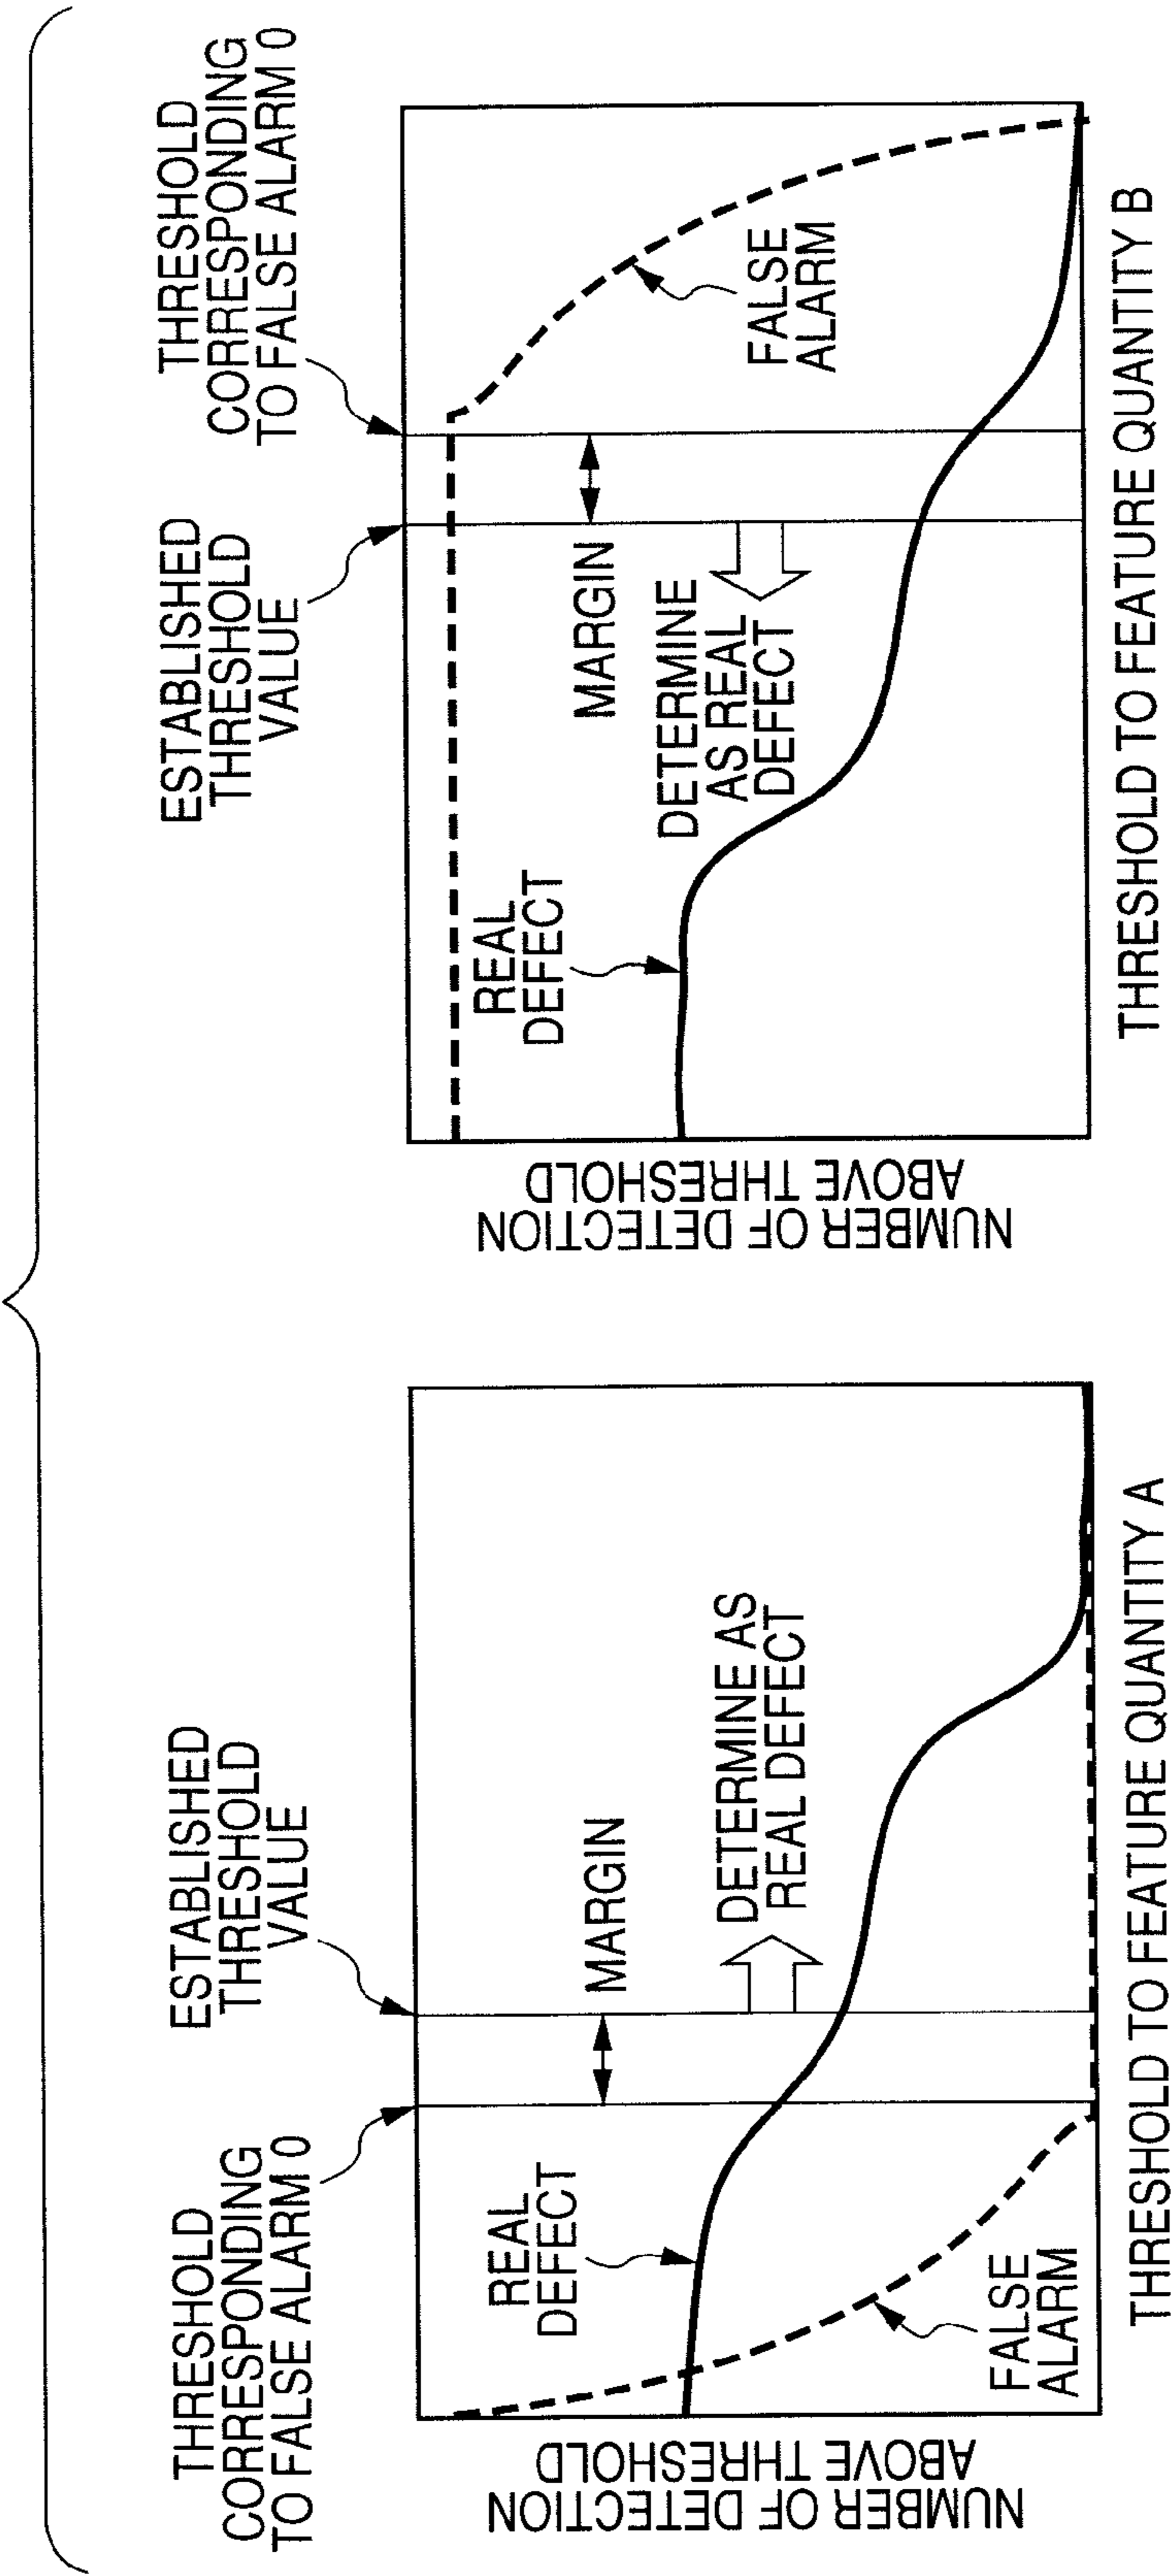 THRESHOLD
CORRESPONDING
TO FALSE ALARM 0
ESTABLISHED
THRESHOLD
VALUE
MARGIN
REAL
DEFECT
DETERMINE AS
REAL DEFECT
FALSE
ALARM
NUMBER OF DETECTION
ABOVE THRESHOLD
THRESHOLD TO FEATURE QUANTITY A
ESTABLISHED
THRESHOLD
VALUE
THRESHOLD
CORRESPONDING
TO FALSE ALARM 0
REAL
DEFECT
MARGIN
DETERMINE
AS REAL
DEFECT
FALSE
ALARM
NUMBER OF DETECTION
ABOVE THRESHOLD
THRESHOLD TO FEATURE QUANTITY B